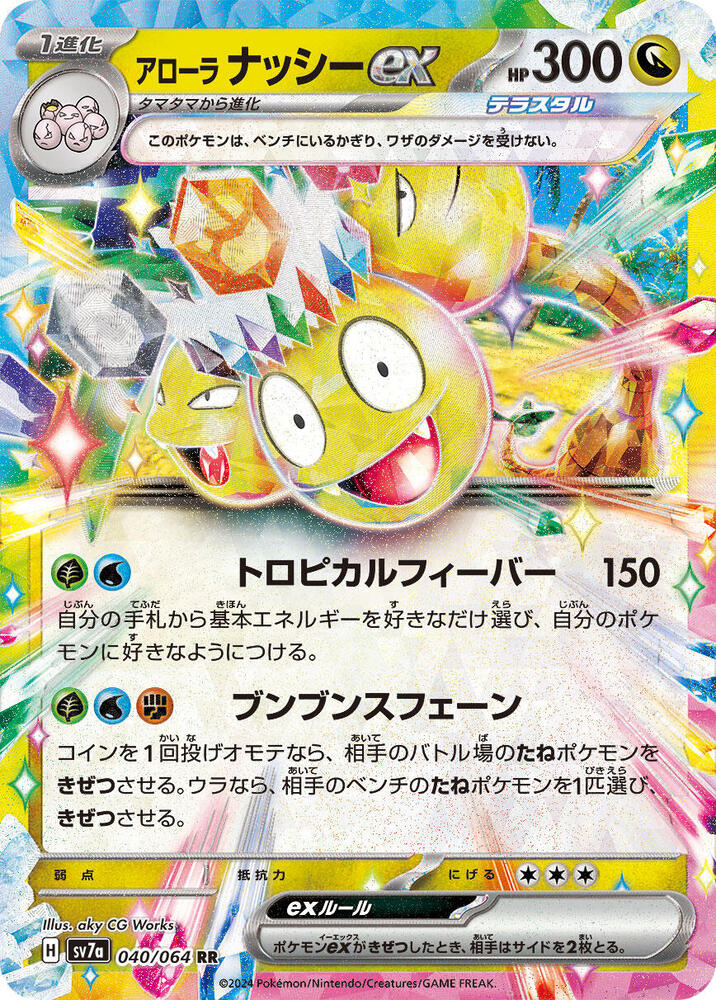 1進化
アローラ ナッシーex
HP300
タマタマから進化
テラスタル
このポケモンは、ベンチにいるかぎり、ワザのダメージを受けない。
トロピカルフィーバー 150
自分の手札から基本エネルギーを好きなだけ選び、自分のポケ
モンに好きなようにつける。
ブンブンスフェーン
コインを1回投げオモテなら、相手のバトル場のたねポケモンを
きぜつさせる。ウラなら、相手のベンチのたねポケモンを1匹選び、
きぜつさせる。
弱点 抵抗力 にげる
exルール
ポケモンexがきぜつしたとき、相手はサイドを2枚とる。
Illus. aky CG Works
H sv7a 040/064 RR
©2024 Pokémon/Nintendo/Creatures/GAME FREAK.